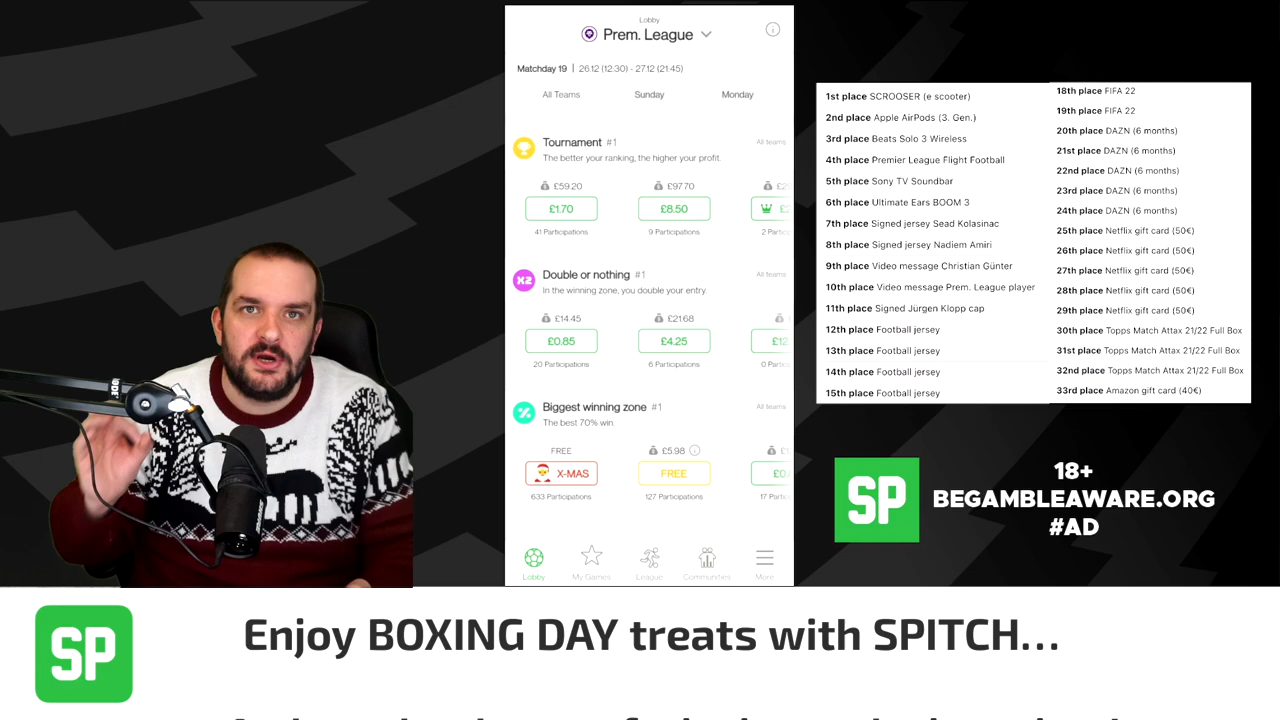 Lobby
Prem. League
Matchday 19 | 26.12 (12:30) - 27.12 (21:45)
All Teams Sunday Monday
Tournament #1 All teams
The better your ranking, the higher your profit.
£59.20 £97.70
£1.70 £8.50
41 Participations 9 Participations 2
Double or nothing #1 All teams
X2
In the winning zone, you double your entry.
£14.45 £21.68
£0.85 £4.25 £12
20 Participations 6 Participations 0
Biggest winning zone #1 All teams
%
The best 70% win.
FREE £5.98
X-MAS FREE £0
633 Participations 127 Participations 17
Lobby My Games League Communities More
1st place SCROOSER (e scooter)
2nd place Apple AirPods (3. Gen.)
3rd place Beats Solo 3 Wireless
4th place Premier League Flight Football
5th place Sony TV Soundbar
6th place Ultimate Ears BOOM 3
7th place Signed jersey Sead Kolasinac
8th place Signed jersey Nadiem Amiri
9th place Video message Christian Günter
10th place Video message Prem. League player
11th place Signed Jürgen Klopp cap
12th place Football jersey
13th place Football jersey
14th place Football jersey
15th place Football jersey
18th place FIFA 22
19th place FIFA 22
20th place DAZN (6 months)
21st place DAZN (6 months)
22nd place DAZN (6 months)
23rd place DAZN (6 months)
24th place DAZN (6 months)
25th place Netflix gift card (50€)
26th place Netflix gift card (50€)
27th place Netflix gift card (50€)
28th place Netflix gift card (50€)
29th place Netflix gift card (50€)
30th place Topps Match Attax 21/22 Full Box
31st place Topps Match Attax 21/22 Full Box
32nd place Topps Match Attax 21/22 Full Box
33rd place Amazon gift card (40€)
SP
18+
BEGAMBLEAWARE.ORG
#AD
SP
Enjoy BOXING DAY treats with SPITCH...